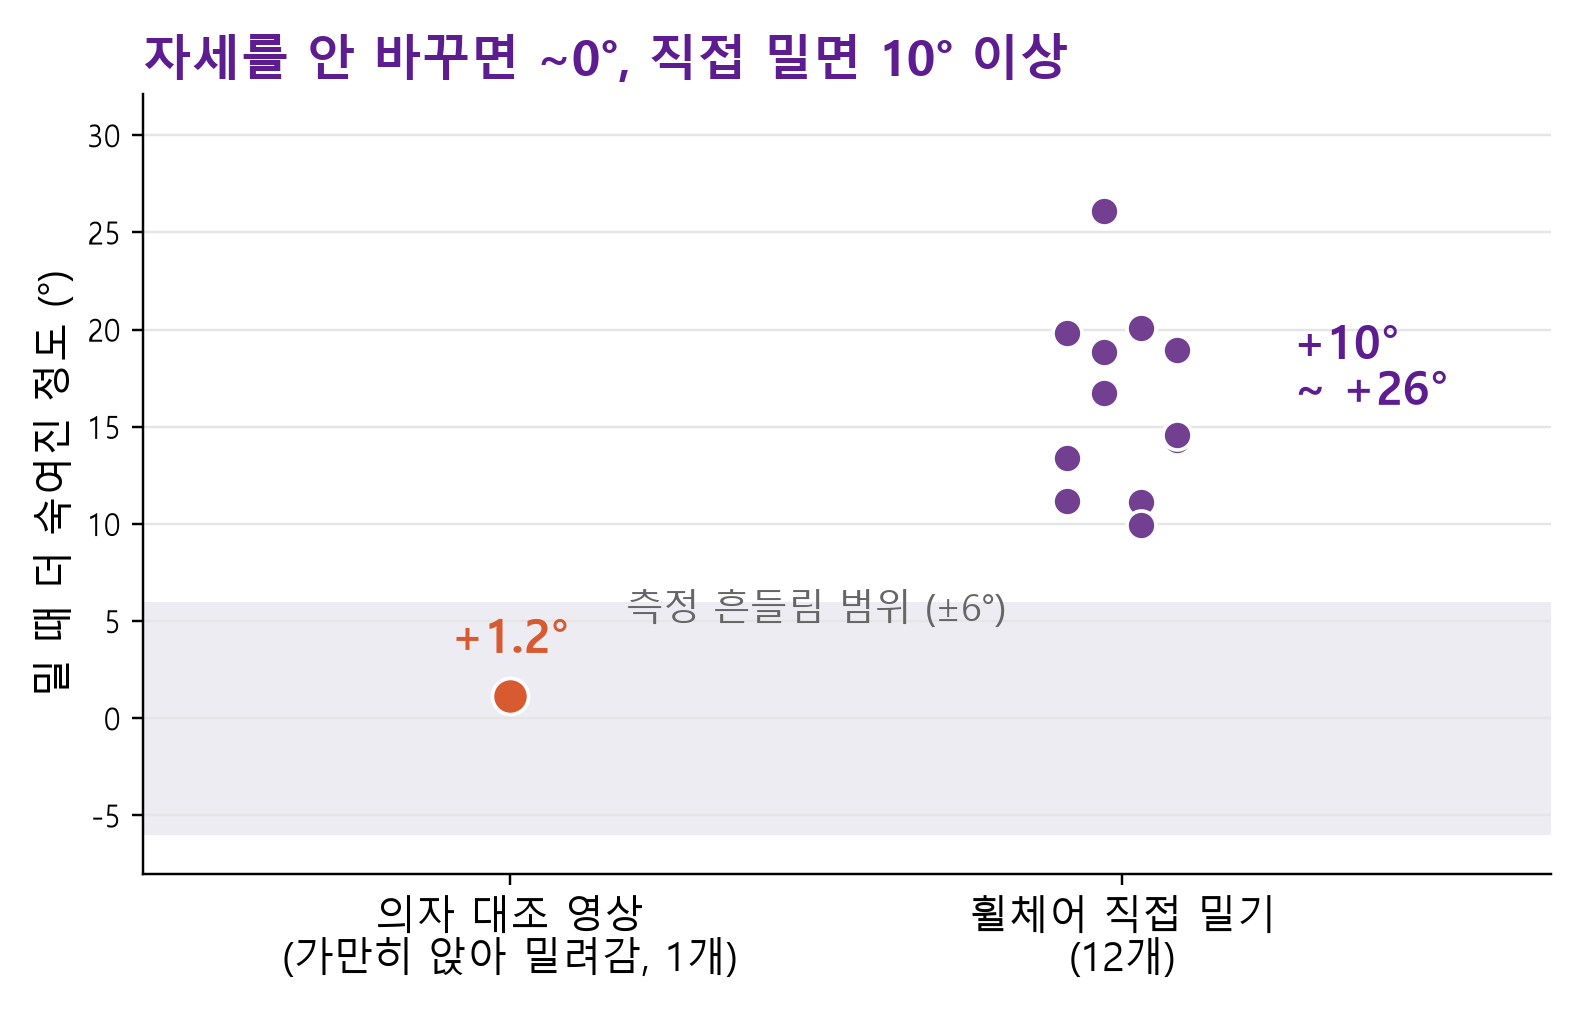 자세를 안 바꾸면 ~0°, 직접 밀면 10° 이상
밀 때 더 숙여진 정도 (°)
30
25
20
15
10
5
0
-5
+10°
~ +26°
측정 흔들림 범위 (±6°)
+1.2°
의자 대조 영상
(가만히 앉아 밀려감, 1개)
휠체어 직접 밀기
(12개)